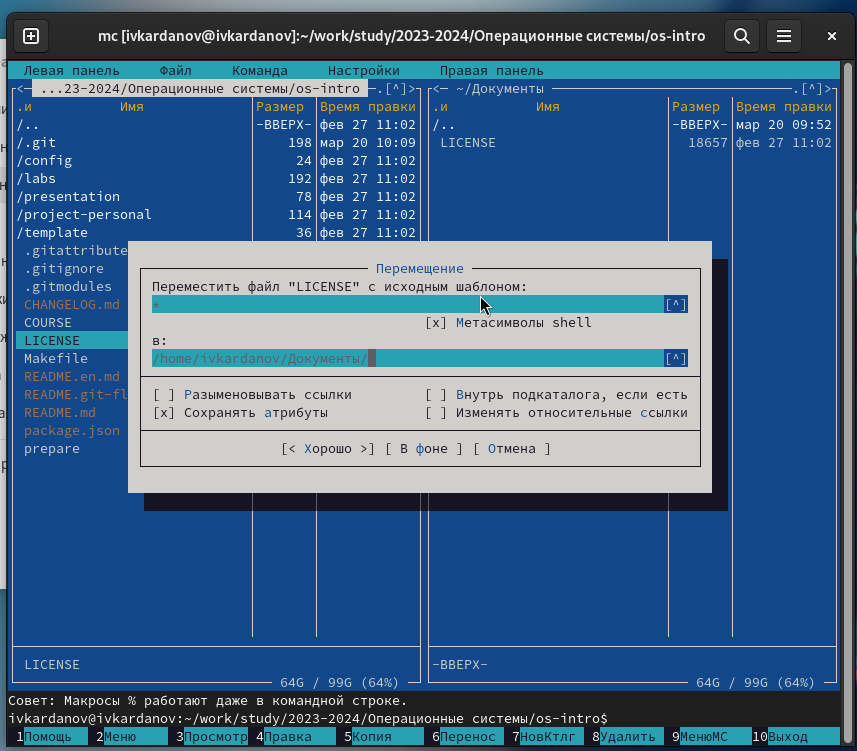 mc [ivkardanov@ivkardanov]:~/work/study/2023-2024/Операционные системы/os-intro
Левая панель Файл Команда Настройки Правая панель
<─ ...23-2024/Операционные системы/os-intro ─.[^]>
.и Имя Размер Время правки
/.. -ВВЕРХ- фев 27 11:02
/.git 198 мар 20 10:09
/config 24 фев 27 11:02
/labs 192 фев 27 11:02
/presentation 78 фев 27 11:02
/project-personal 114 фев 27 11:02
/template 36 фев 27 11:02
.gitattribute
.gitignore
.gitmodules
CHANGELOG.md
COURSE
LICENSE
Makefile
README.en.md
README.git-fl
README.md
package.json
prepare
LICENSE
64G / 99G (64%)
<─ ~/Документы ─.[^]>
.и Имя Размер Время правки
/.. -ВВЕРХ- мар 20 09:52
LICENSE 18657 фев 27 11:02
-ВВЕРХ-
64G / 99G (64%)
Перемещение
Переместить файл "LICENSE" с исходным шаблоном:
* [^]
[x] Метасимволы shell
в:
/home/ivkardanov/Документы/ [^]
[ ] Разыменовывать ссылки [ ] Внутрь подкаталога, если есть
[x] Сохранять атрибуты [ ] Изменять относительные ссылки
[< Хорошо >] [ В фоне ] [ Отмена ]
Совет: Макросы % работают даже в командной строке.
ivkardanov@ivkardanov:~/work/study/2023-2024/Операционные системы/os-intro$
1Помощь 2Меню 3Просмотр 4Правка 5Копия 6Перенос 7НовКтлг 8Удалить 9МенюMC 10Выход